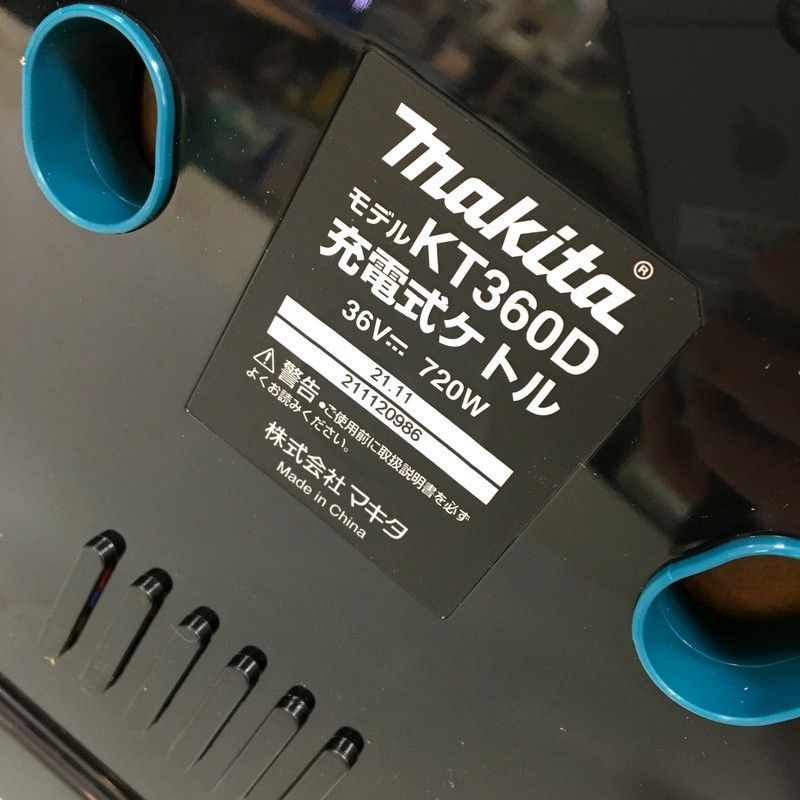 makita®
モデルKT360D
充電式ケトル
36V⎓ 720W
21.11
211120986
⚠警告・ご使用前に取扱説明書を必ず
よくお読みください。
株式会社マキタ
Made in China